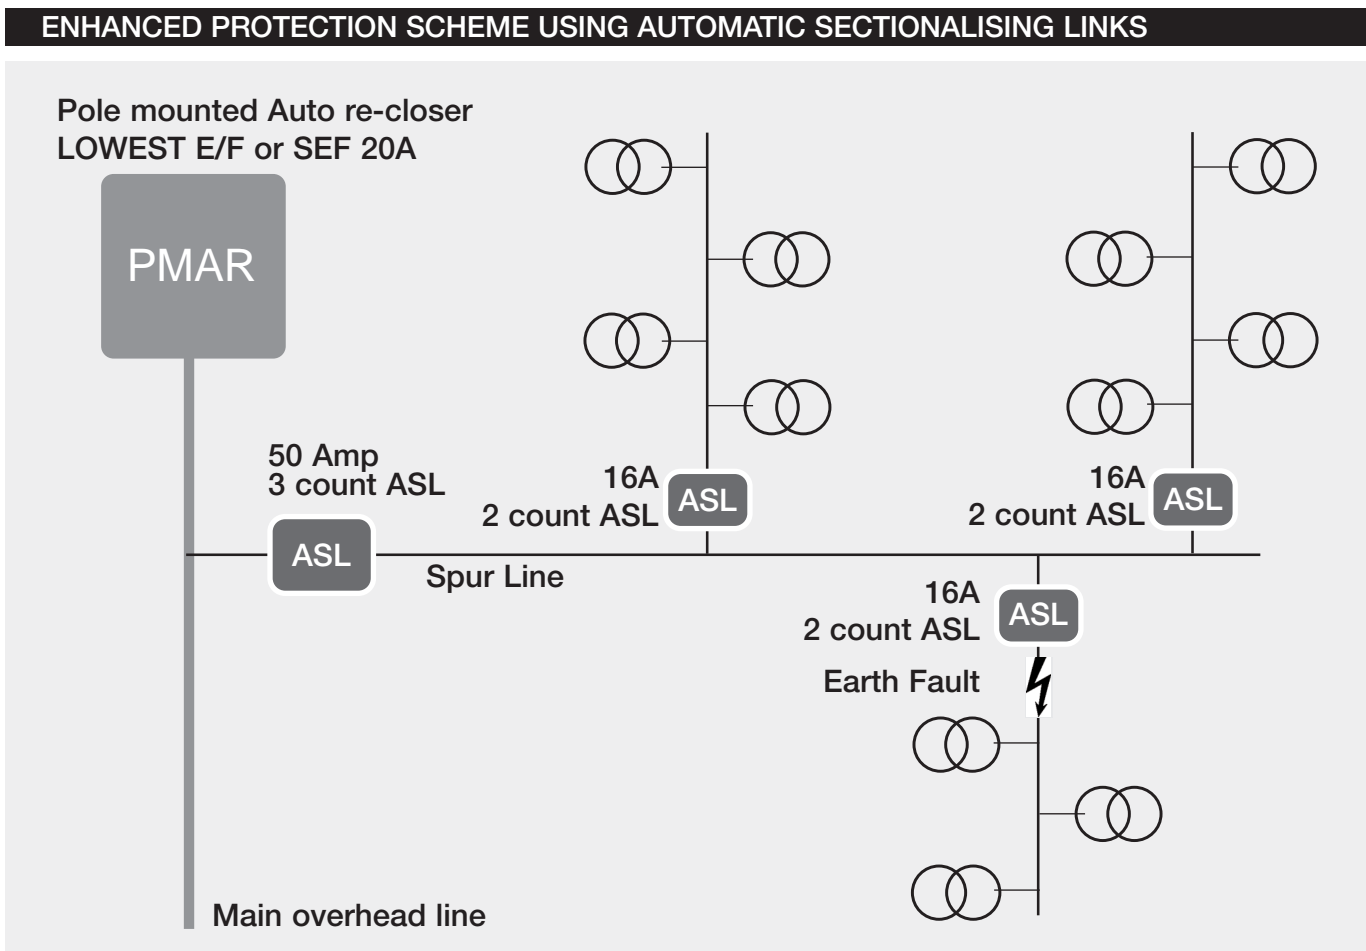 ENHANCED PROTECTION SCHEME USING AUTOMATIC SECTIONALISING LINKS
Pole mounted Auto re-closer
LOWEST E/F or SEF 20A
PMAR
50 Amp
3 count ASL
ASL
16A
2 count ASL
ASL
16A
2 count ASL
ASL
Spur Line
16A
2 count ASL
ASL
Earth Fault
Main overhead line